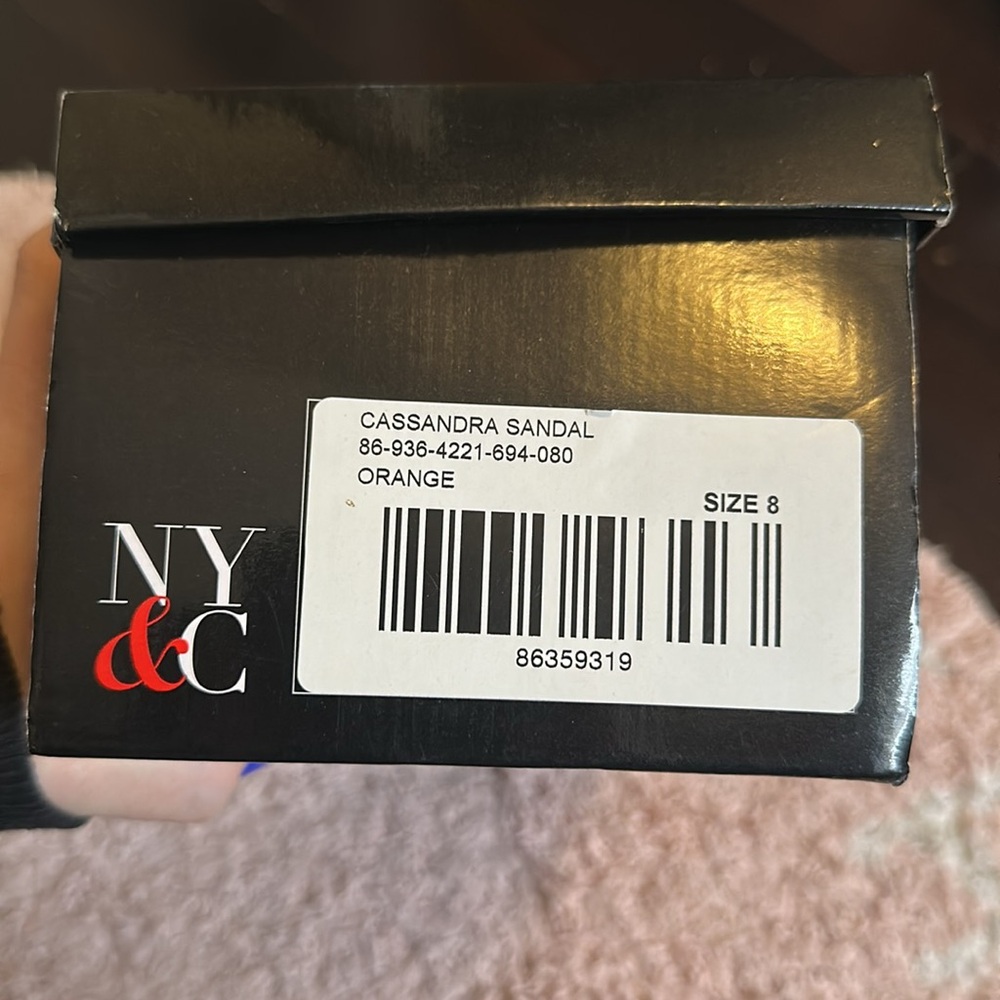 CASSANDRA SANDAL
86-936-4221-694-080
ORANGE
SIZE 8
86359319
NY
&C